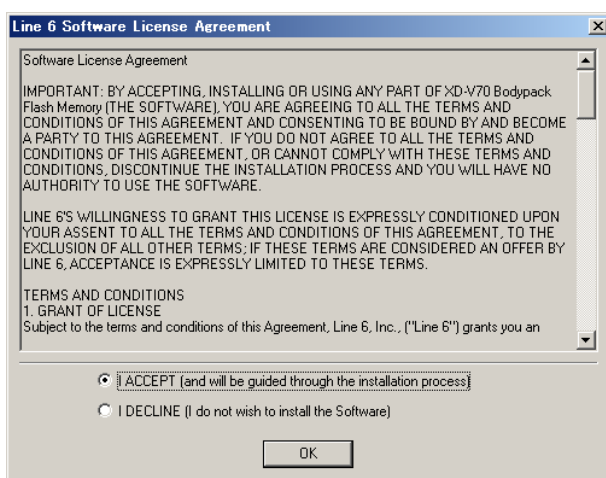 Line 6 Software License Agreement
Software License Agreement
IMPORTANT: BY ACCEPTING, INSTALLING OR USING ANY PART OF XD-V70 Bodypack
Flash Memory (THE SOFTWARE), YOU ARE AGREEING TO ALL THE TERMS AND
CONDITIONS OF THIS AGREEMENT AND CONSENTING TO BE BOUND BY AND BECOME
A PARTY TO THIS AGREEMENT.  IF YOU DO NOT AGREE TO ALL THE TERMS AND
CONDITIONS OF THIS AGREEMENT, OR CANNOT COMPLY WITH THESE TERMS AND
CONDITIONS, DISCONTINUE THE INSTALLATION PROCESS AND YOU WILL HAVE NO
AUTHORITY TO USE THE SOFTWARE.
LINE 6'S WILLINGNESS TO GRANT THIS LICENSE IS EXPRESSLY CONDITIONED UPON
YOUR ASSENT TO ALL THE TERMS AND CONDITIONS OF THIS AGREEMENT, TO THE
EXCLUSION OF ALL OTHER TERMS; IF THESE TERMS ARE CONSIDERED AN OFFER BY
LINE 6, ACCEPTANCE IS EXPRESSLY LIMITED TO THESE TERMS.
TERMS AND CONDITIONS
1. GRANT OF LICENSE
Subject to the terms and conditions of this Agreement, Line 6, Inc., ("Line 6") grants you an
I ACCEPT (and will be guided through the installation process)
I DECLINE (I do not wish to install the Software)
OK